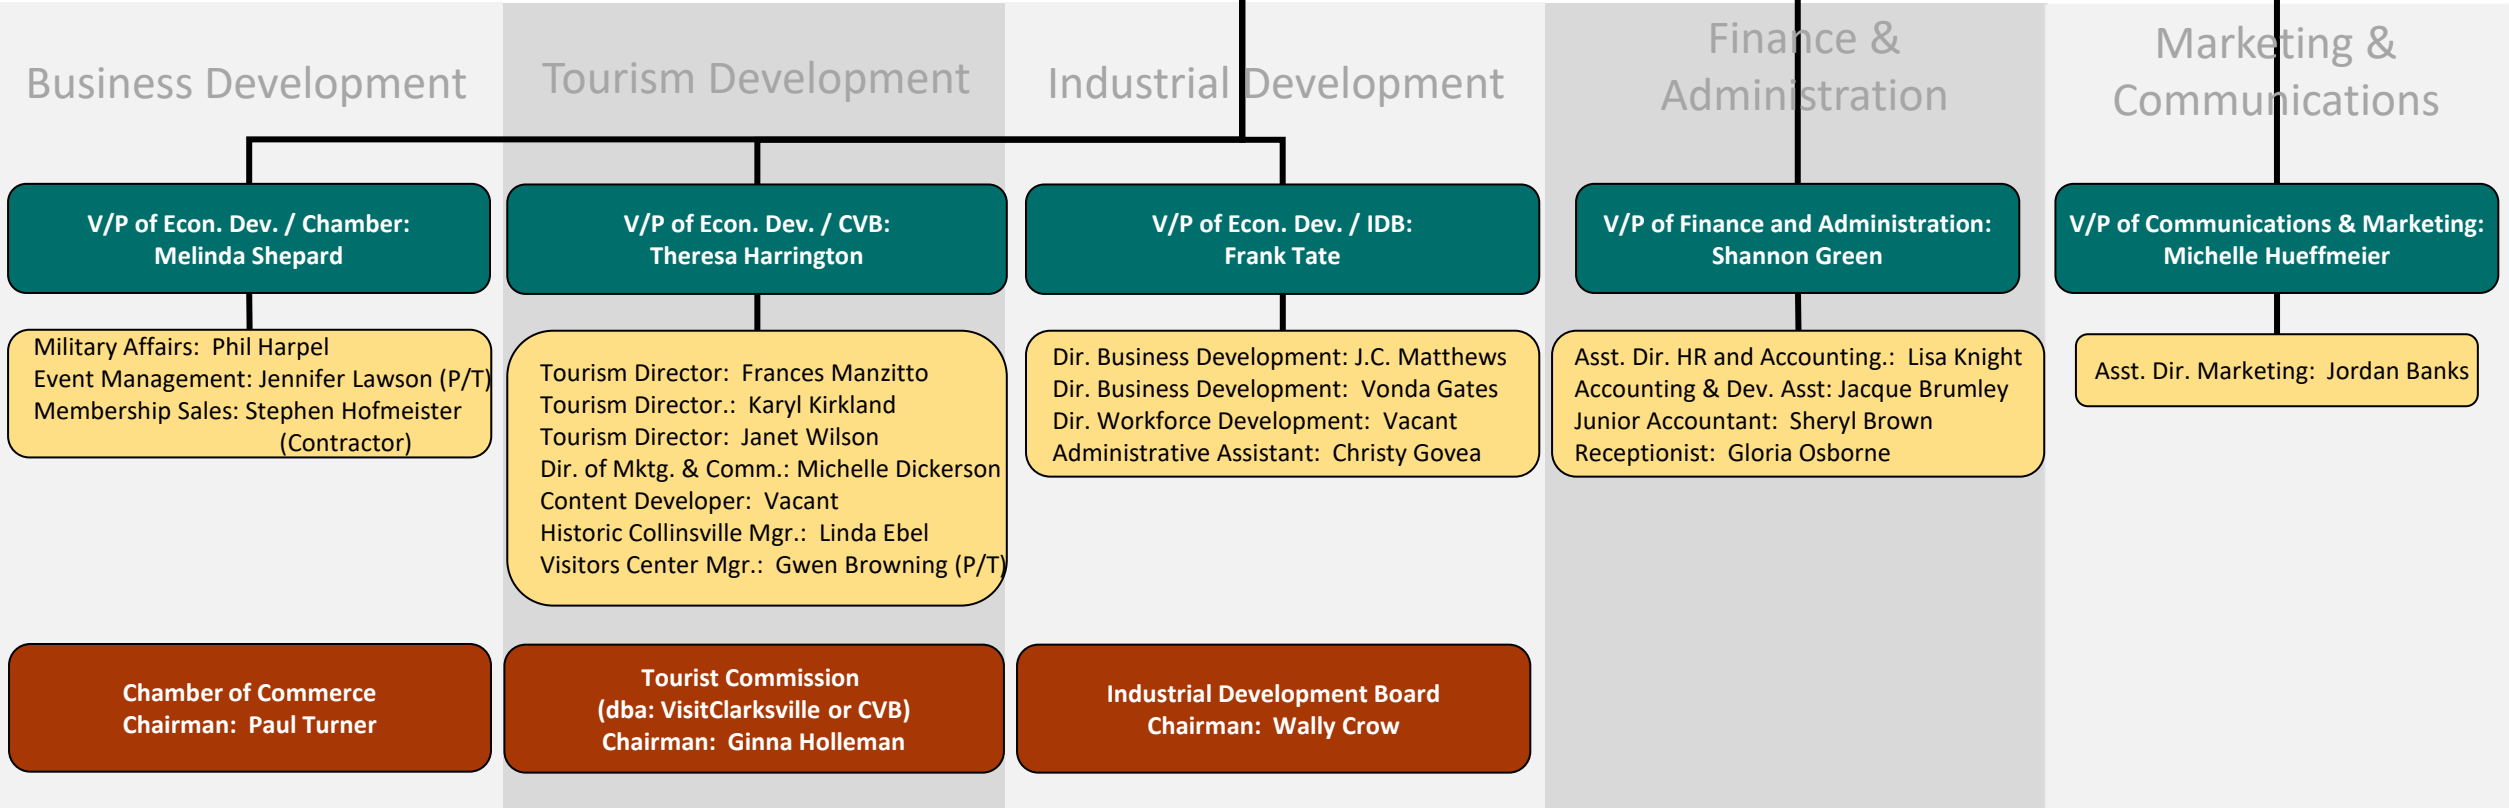 Business Development
Tourism Development
Industrial Development
Finance &
Administration
Marketing &
Communications
V/P of Econ. Dev. / Chamber:
Melinda Shepard
V/P of Econ. Dev. / CVB:
Theresa Harrington
V/P of Econ. Dev. / IDB:
Frank Tate
V/P of Finance and Administration:
Shannon Green
V/P of Communications & Marketing:
Michelle Hueffmeier
Military Affairs: Phil Harpel
Event Management: Jennifer Lawson (P/T)
Membership Sales: Stephen Hofmeister
(Contractor)
Tourism Director: Frances Manzitto
Tourism Director.: Karyl Kirkland
Tourism Director: Janet Wilson
Dir. of Mktg. & Comm.: Michelle Dickerson
Content Developer: Vacant
Historic Collinsville Mgr.: Linda Ebel
Visitors Center Mgr.: Gwen Browning (P/T)
Dir. Business Development: J.C. Matthews
Dir. Business Development: Vonda Gates
Dir. Workforce Development: Vacant
Administrative Assistant: Christy Govea
Asst. Dir. HR and Accounting.: Lisa Knight
Accounting & Dev. Asst: Jacque Brumley
Junior Accountant: Sheryl Brown
Receptionist: Gloria Osborne
Asst. Dir. Marketing: Jordan Banks
Chamber of Commerce
Chairman: Paul Turner
Tourist Commission
(dba: VisitClarksville or CVB)
Chairman: Ginna Holleman
Industrial Development Board
Chairman: Wally Crow